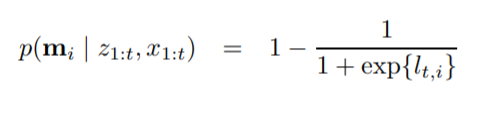 p(𝐦ᵢ | z₁:ₜ, x₁:ₜ) = 1 − 1 / (1 + exp{lₜ,ᵢ})